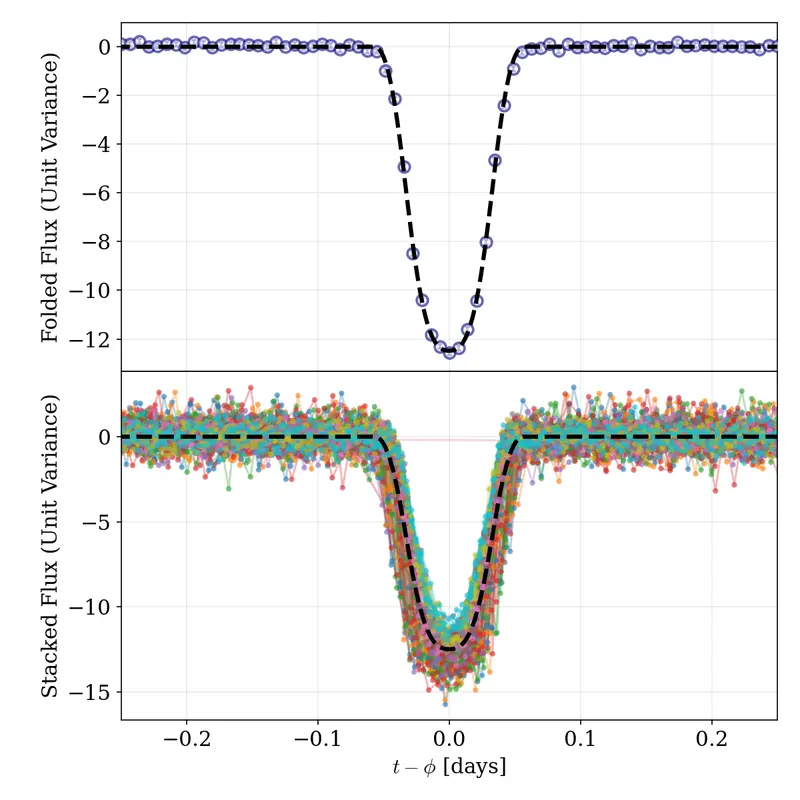 Folded Flux (Unit Variance)
0
−2
−4
−6
−8
−10
−12
Stacked Flux (Unit Variance)
0
−5
−10
−15
−0.2 −0.1 0.0 0.1 0.2
t − ϕ [days]